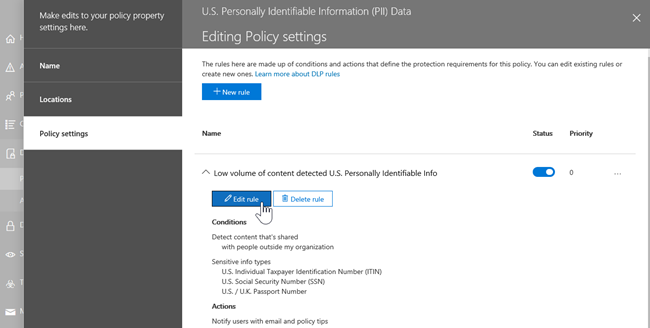 Make edits to your policy property
settings here.
Name
Locations
Policy settings
U.S. Personally Identifiable Information (PII) Data
Editing Policy settings
The rules here are made up of conditions and actions that define the protection requirements for this policy. You can edit existing rules or
create new ones. Learn more about DLP rules
+ New rule
Name Status Priority
Low volume of content detected U.S. Personally Identifiable Info 0 ...
Edit rule Delete rule
Conditions
Detect content that's shared
with people outside my organization
Sensitive info types
U.S. Individual Taxpayer Identification Number (ITIN)
U.S. Social Security Number (SSN)
U.S. / U.K. Passport Number
Actions
Notify users with email and policy tips